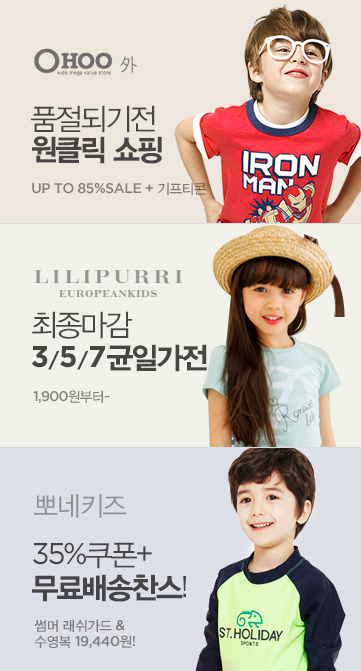 OHOO 外
kids mega value store
품절되기전
원클릭 쇼핑
UP TO 85%SALE + 기프티콘
IRON
MAN
LILIPURRI
EUROPEANKIDS
최종마감
3/5/7균일가전
1,900원부터~
Romantic
뽀네키즈
35%쿠폰+
무료배송찬스!
썸머 래쉬가드 &
수영복 19,440원!
ST.HOLIDAY
SPORTS